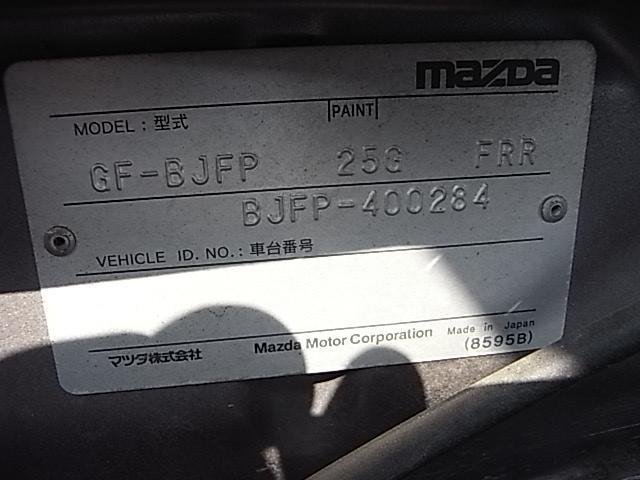 mazda
MODEL : 型式 PAINT
GF-BJFP 25G FRR
BJFP-400284
VEHICLE ID. NO. : 車台番号
マツダ株式会社 Mazda Motor Corporation Made in Japan
(8595B)